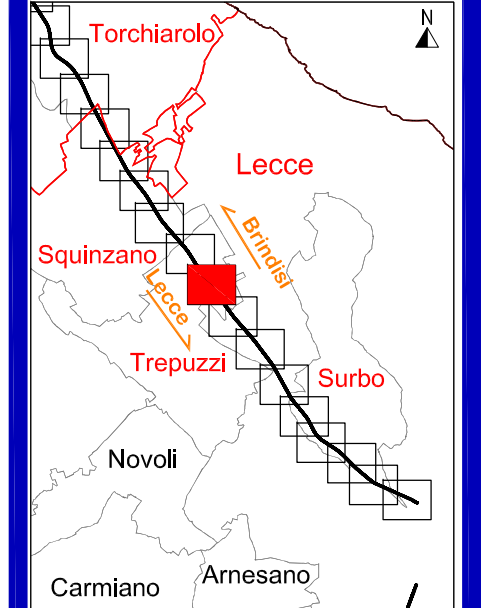 N
Torchiarolo
Lecce
Brindisi
Squinzano
Lecce
Trepuzzi
Surbo
Novoli
Arnesano
Carmiano